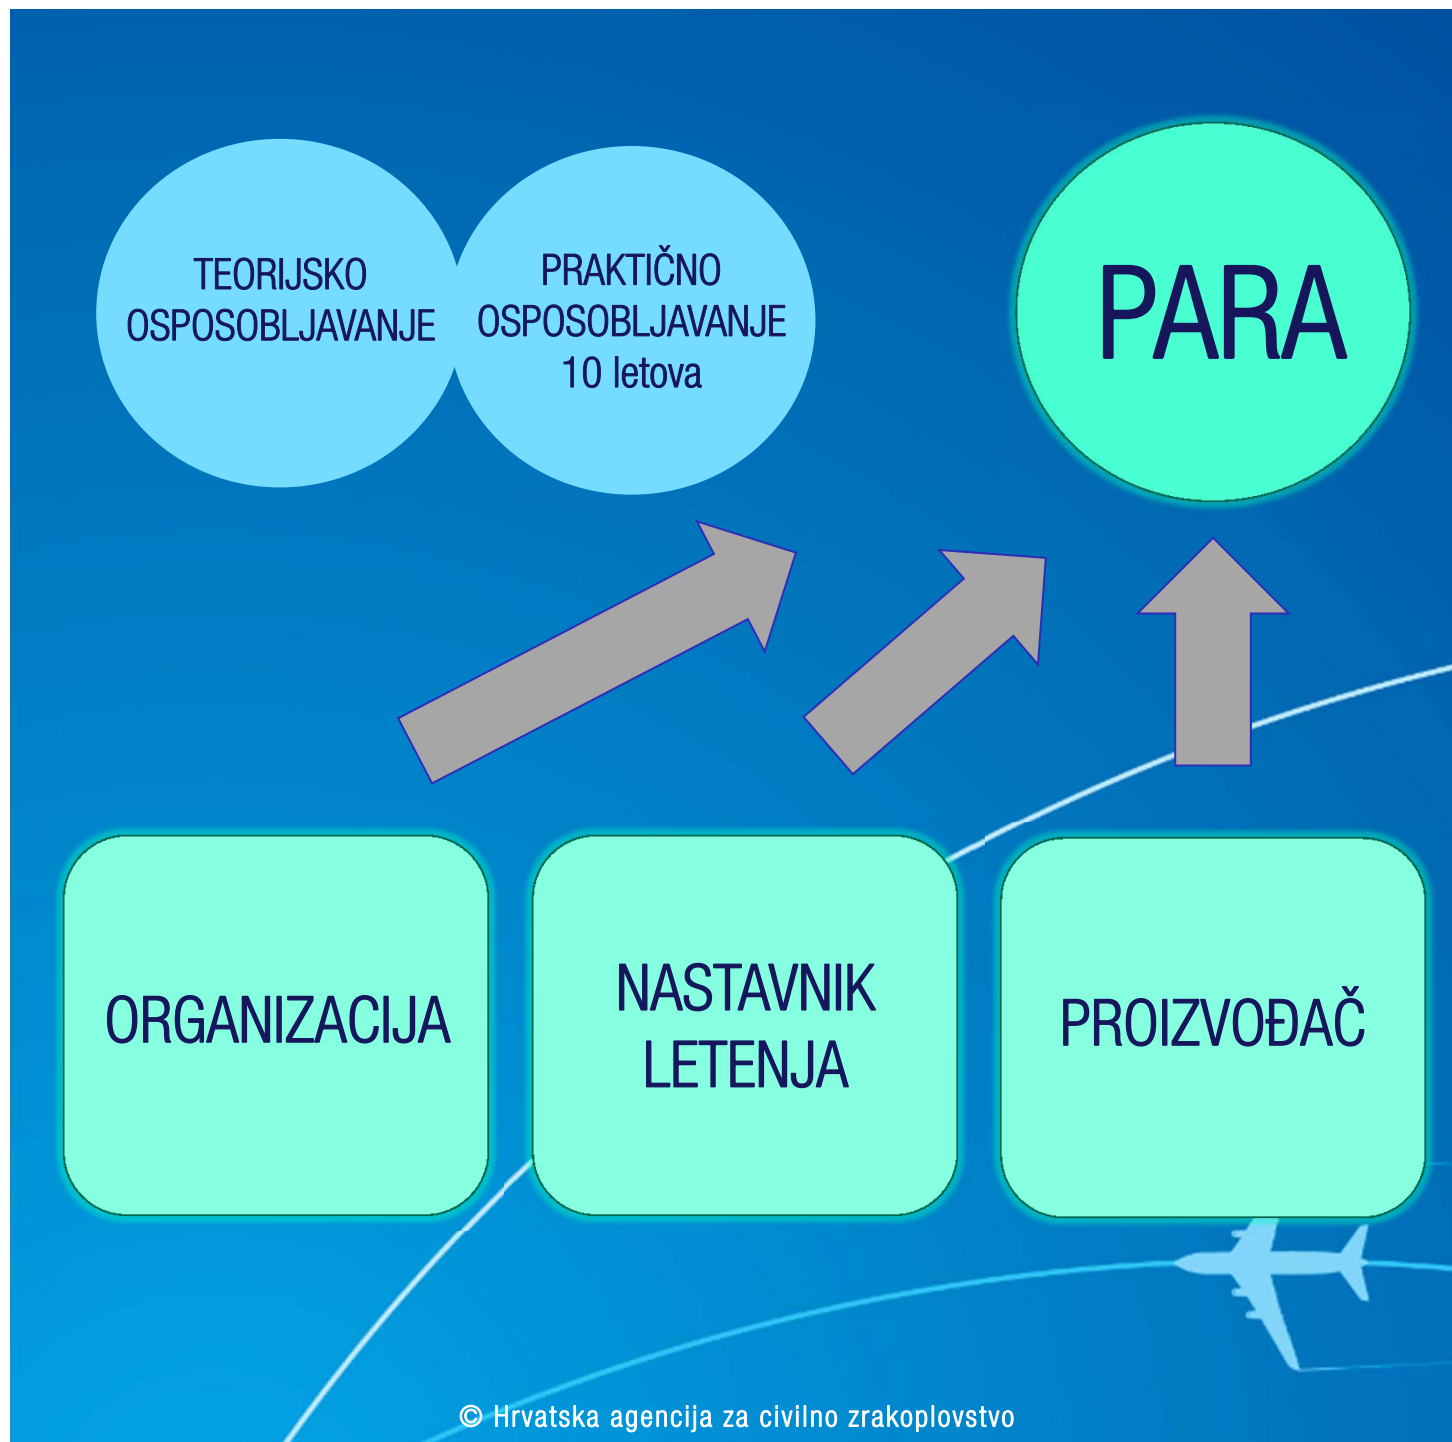 TEORIJSKO
OSPOSOBLJAVANJE
PRAKTIČNO
OSPOSOBLJAVANJE
10 letova
PARA
ORGANIZACIJA
NASTAVNIK
LETENJA
PROIZVOĐAČ
© Hrvatska agencija za civilno zrakoplovstvo